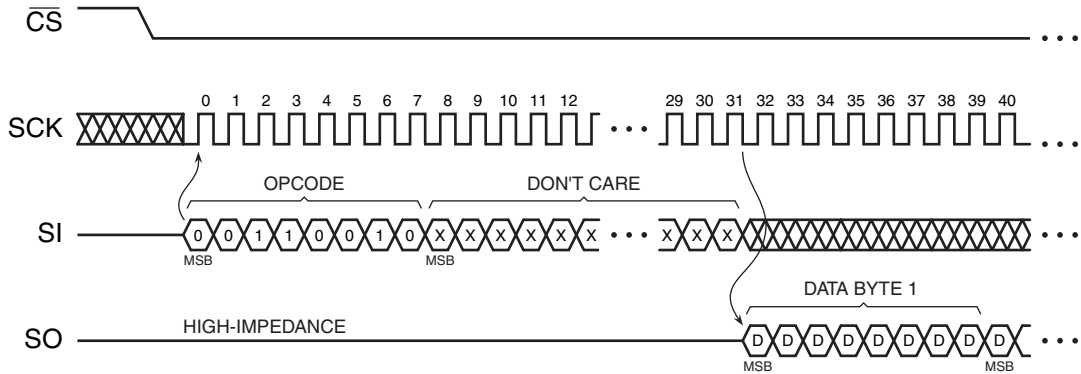 CS
SCK 0 1 2 3 4 5 6 7 8 9 10 11 12 29 30 31 32 33 34 35 36 37 38 39 40
OPCODE DON'T CARE
SI 0 0 1 1 0 0 1 0 X X X X X X X X X
MSB MSB
DATA BYTE 1
HIGH-IMPEDANCE
SO D D D D D D D D D
MSB MSB